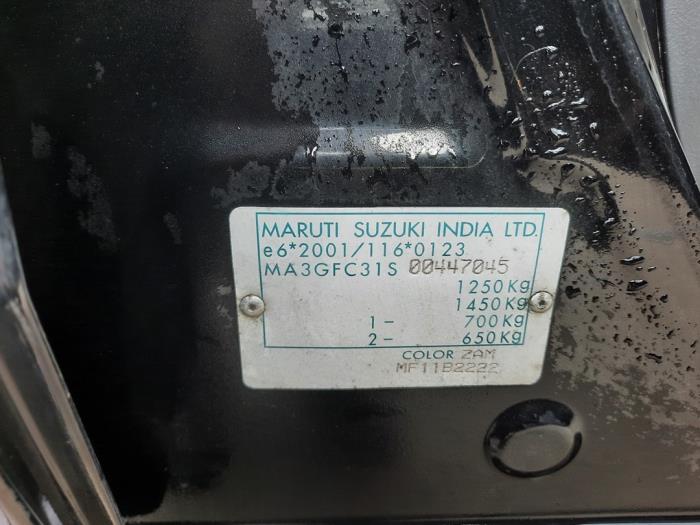 MARUTI SUZUKI INDIA LTD.
e6*2001/116*0123
MA3GFC31S 00447045
1250Kg
1450Kg
1- 700Kg
2- 650Kg
COLOR ZAM
MF11B2222